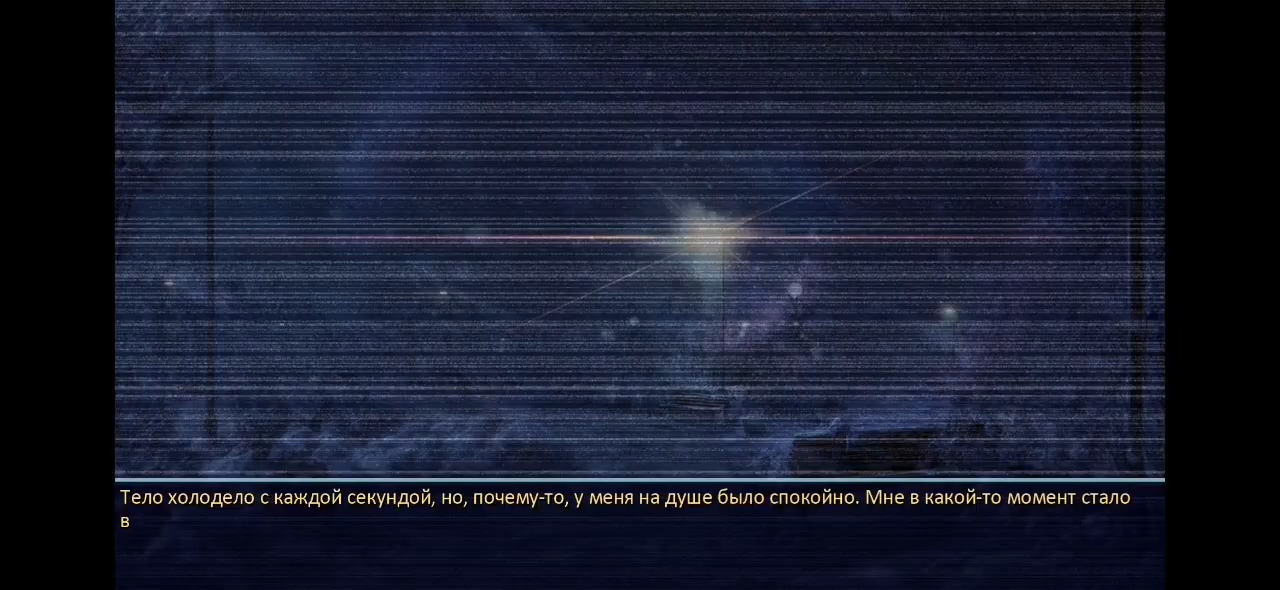 Тело холодело с каждой секундой, но, почему-то, у меня на душе было спокойно. Мне в какой-то момент стало
в